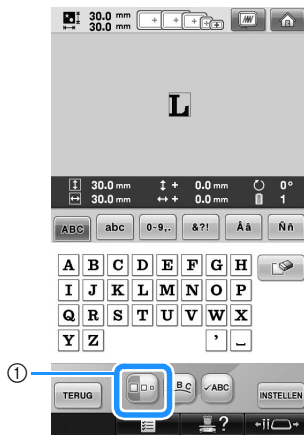 30.0 mm
30.0 mm
L
30.0 mm + 0.0 mm 0°
30.0 mm + 0.0 mm 1
ABC abc 0-9,. &?! Åä Ññ
A B C D E F G H
I J K L M N O P
Q R S T U V W X
Y Z ' _
① TERUG A B C ✓ABC INSTELLEN
?